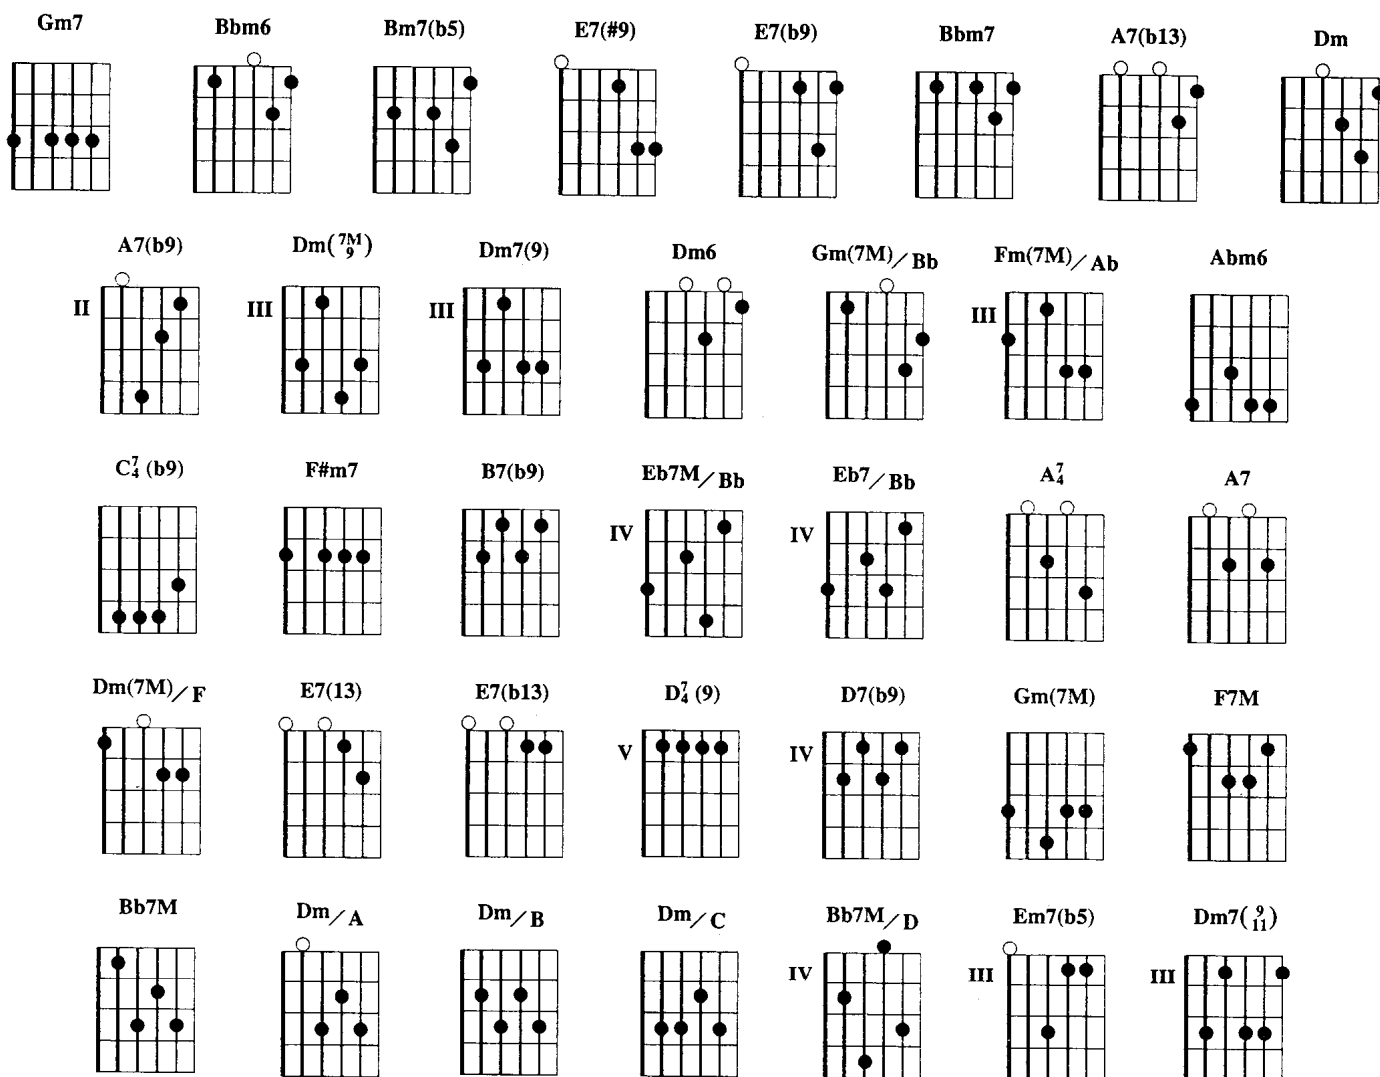 Gm7 Bbm6 Bm7(b5) E7(#9) E7(b9) Bbm7 A7(b13) Dm
A7(b9) Dm(7M 9) Dm7(9) Dm6 Gm(7M)/Bb Fm(7M)/Ab Abm6
II III III III
C 7 4 (b9) F#m7 B7(b9) Eb7M/Bb Eb7/Bb A 7 4 A7
IV IV
Dm(7M)/F E7(13) E7(b13) D 7 4 (9) D7(b9) Gm(7M) F7M
V IV
Bb7M Dm/A Dm/B Dm/C Bb7M/D Em7(b5) Dm7(9 11)
IV III III